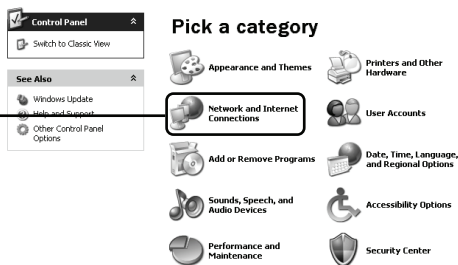 Control Panel
Switch to Classic View
See Also
Windows Update
Help and Support
Other Control Panel
Options
Pick a category
Appearance and Themes
Printers and Other
Hardware
Network and Internet
Connections
User Accounts
Add or Remove Programs
Date, Time, Language,
and Regional Options
Sounds, Speech, and
Audio Devices
Accessibility Options
Performance and
Maintenance
Security Center